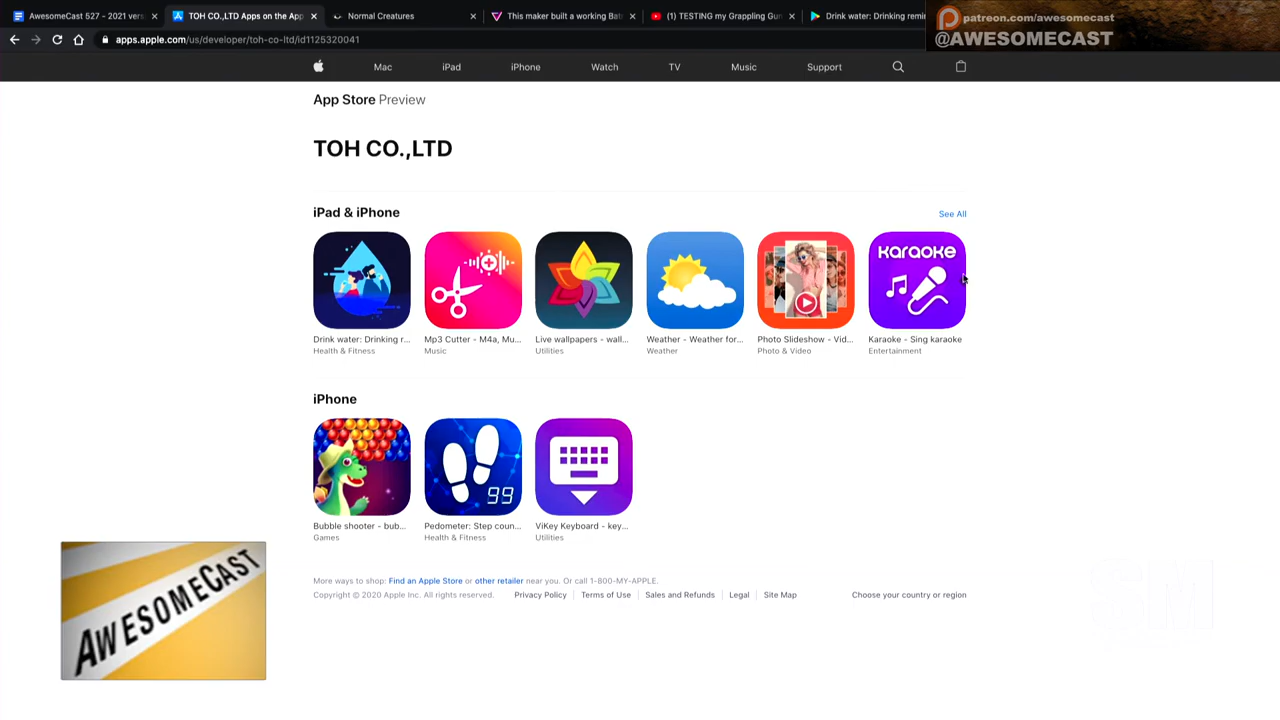 AwesomeCast 527 - 2021 vers
TOH CO.,LTD Apps on the App
Normal Creatures
This maker built a working Bat
(1) TESTING my Grappling Gun
Drink water: Drinking remi
patreon.com/awesomecast
@AWESOMECAST
apps.apple.com/us/developer/toh-co-ltd/id1125320041
Mac iPad iPhone Watch TV Music Support
App Store Preview
TOH CO.,LTD
iPad & iPhone
See All
Karaoke
Drink water: Drinking r...
Health & Fitness
Mp3 Cutter - M4a, Mu...
Music
Live wallpapers - wall...
Utilities
Weather - Weather for...
Weather
Photo Slideshow - Vid...
Photo & Video
Karaoke - Sing karaoke
Entertainment
iPhone
99
Bubble shooter - bub...
Games
Pedometer: Step coun...
Health & Fitness
ViKey Keyboard - key...
Utilities
More ways to shop: Find an Apple Store or other retailer near you. Or call 1-800-MY-APPLE.
Copyright © 2020 Apple Inc. All rights reserved. Privacy Policy Terms of Use Sales and Refunds Legal Site Map Choose your country or region
AWESOMECAST